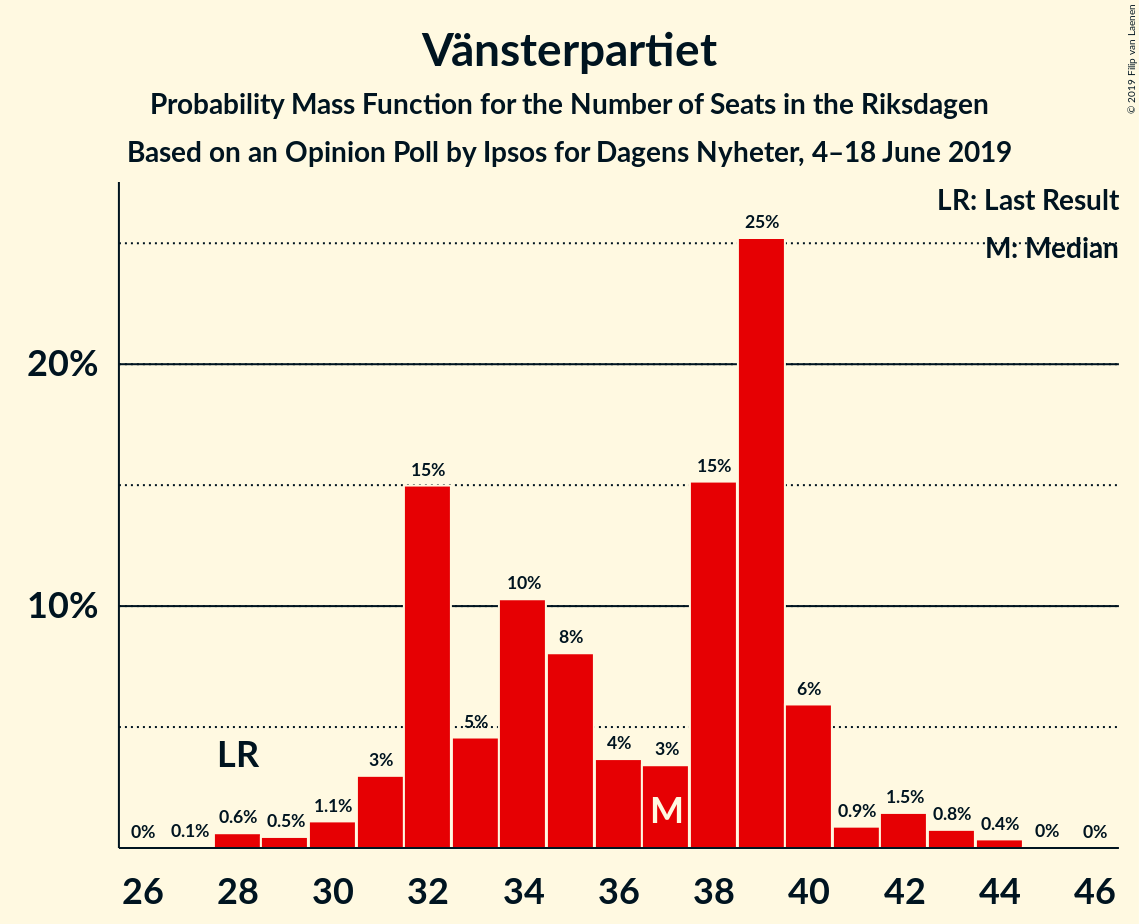 Vänsterpartiet
Probability Mass Function for the Number of Seats in the Riksdagen
Based on an Opinion Poll by Ipsos for Dagens Nyheter, 4–18 June 2019
© 2019 Filip van Laenen
LR: Last Result
M: Median
25%
20%
15%
15%
10%
10%
8%
6%
5%
4%
3%
3%
LR
M
0%
0.1%
0.6%
0.5%
1.1%
0.9%
1.5%
0.8%
0.4%
0%
0%
26 28 30 32 34 36 38 40 42 44 46